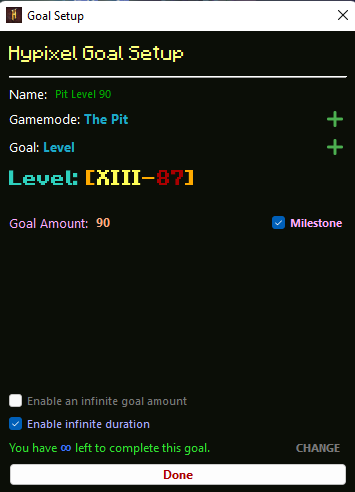 Goal Setup
Hypixel Goal Setup
Name: Pit Level 90
Gamemode: The Pit
Goal: Level
Level: [XIII-87]
Goal Amount: 90 Milestone
Enable an infinite goal amount
Enable infinite duration
You have ∞ left to complete this goal. CHANGE
Done